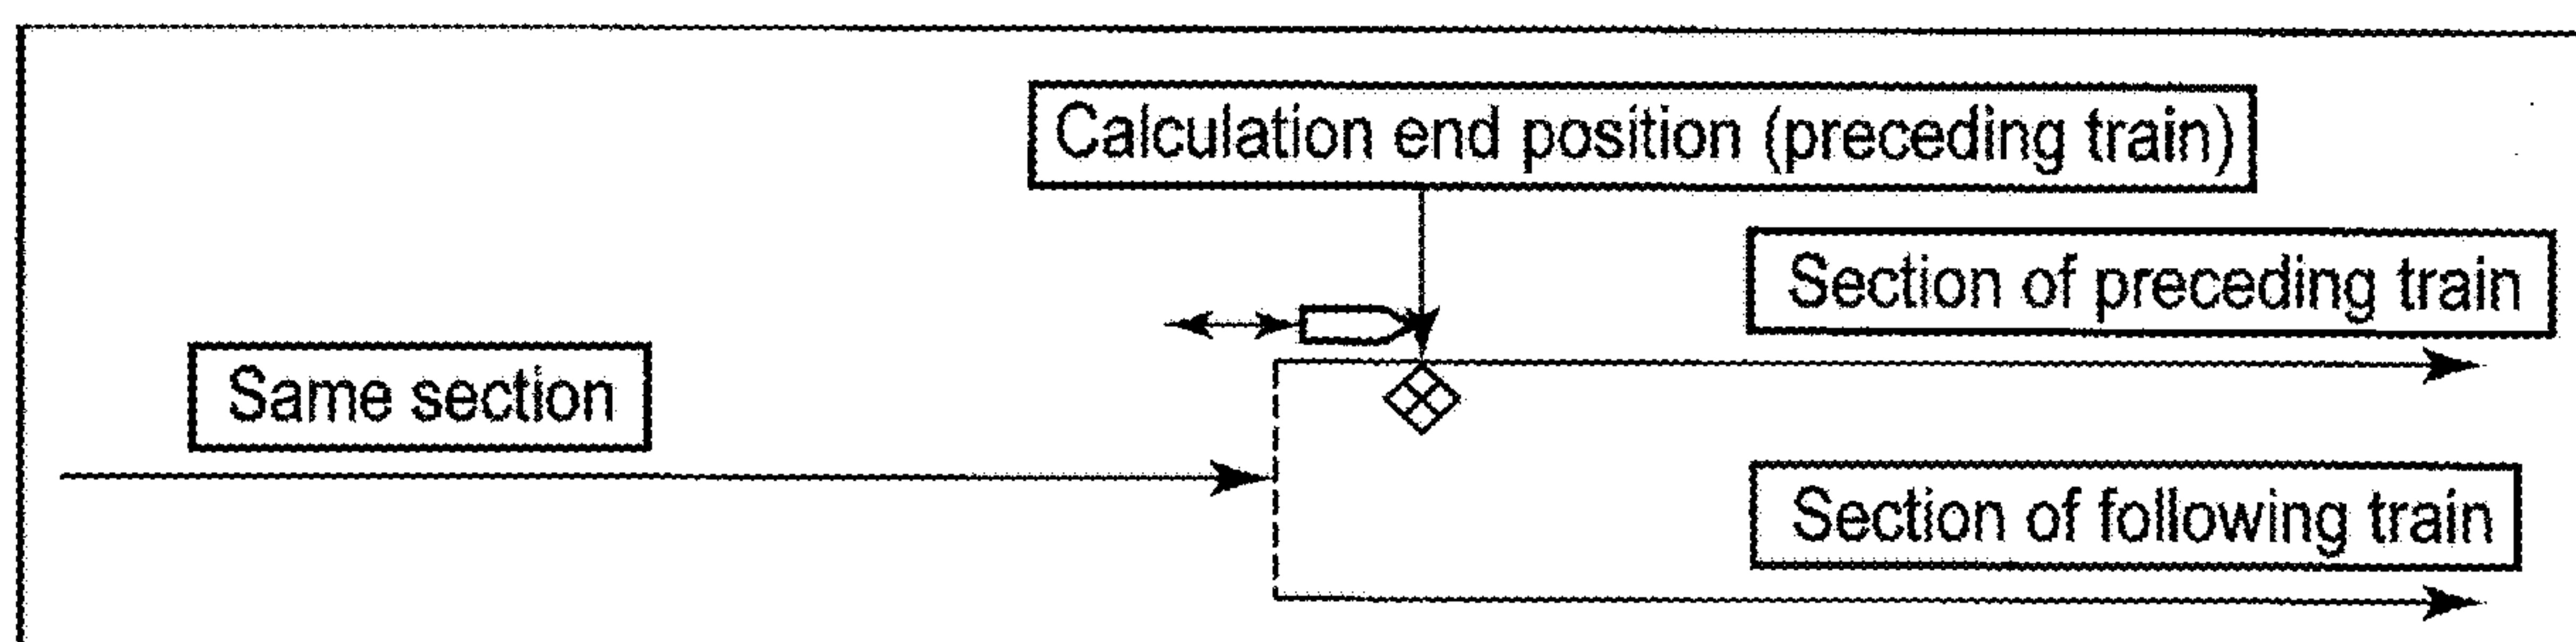 Calculation end position (preceding train)
Section of preceding train
Same section
Section of following train